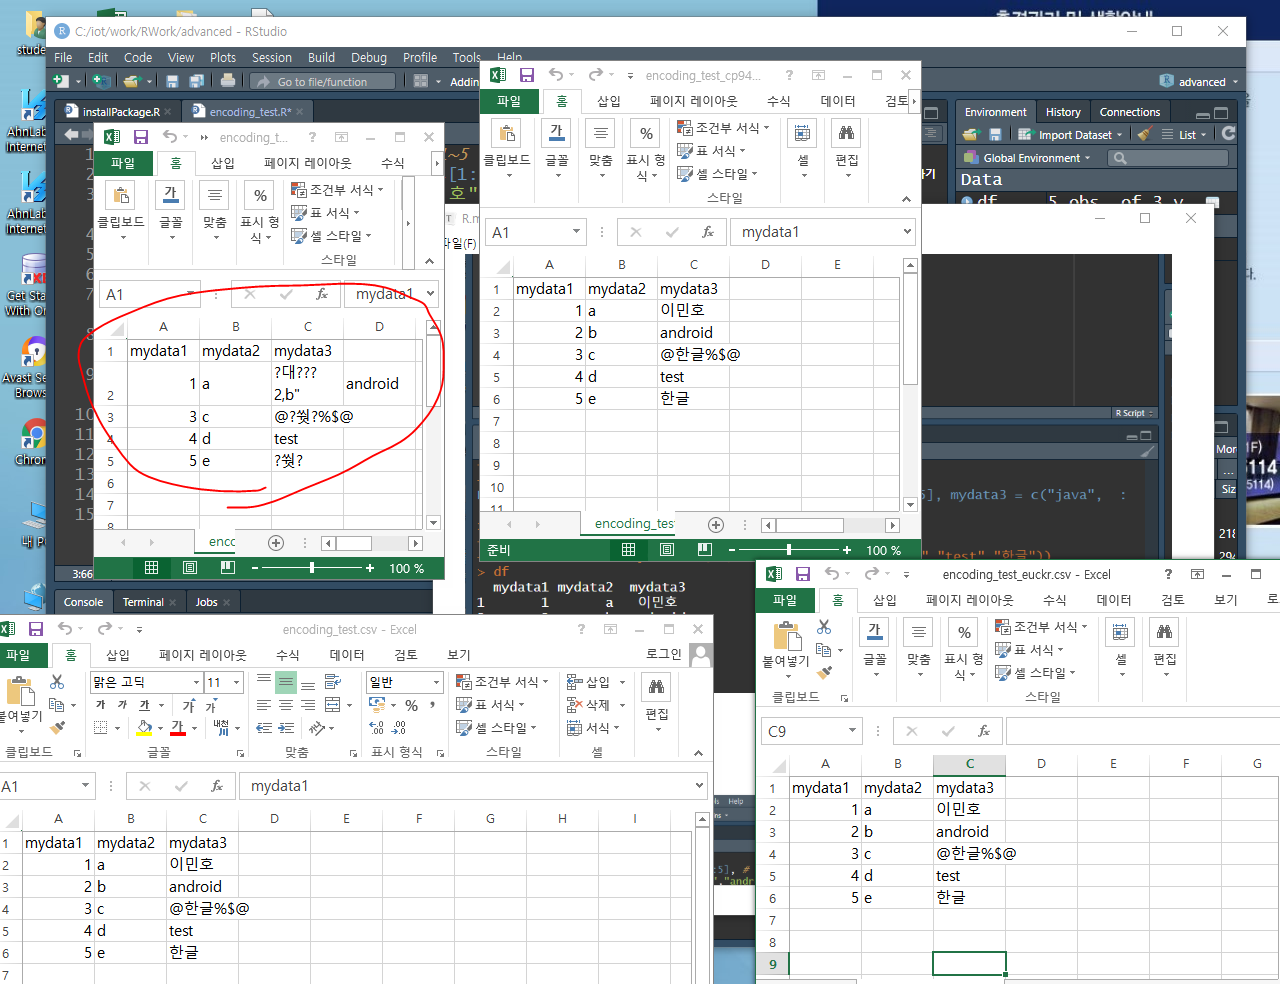 C:/iot/work/RWork/advanced - RStudio
File Edit Code View Plots Session Build Debug Profile Tools Help
Go to file/function
advanced
installPackage.R
encoding_test.R*
Environment History Connections
Import Dataset
List
Global Environment
Data
df 5 obs. of 3 v
encoding_t...
파일 홈 삽입 페이지 레이아웃 수식
클립보드 글꼴 맞춤 표시 형식
조건부 서식
표 서식
셀 스타일
스타일
A1
mydata1
A B C D
1 mydata1 mydata2 mydata3
2 1 a ?대??? 2,b" android
3 3 c @?쒗?%$@
4 4 d test
5 5 e ?쒗?
6
7
8
enco
100 %
encoding_test_cp94...
파일 홈 삽입 페이지 레이아웃 수식 데이터 검토
클립보드 글꼴 맞춤 표시 형식
조건부 서식
표 서식
셀 스타일
스타일
셀
편집
A1
mydata1
A B C D E
1 mydata1 mydata2 mydata3
2 1 a 이민호
3 2 b android
4 3 c @한글%$@
5 4 d test
6 5 e 한글
7
8
9
10
11
encoding_tes
준비
100 %
R Script
5], mydata3 = c("java", :
"test" "한글"))
> df
mydata1 mydata2 mydata3
1 1 a 이민호
3:66
Console Terminal Jobs
encoding_test.csv - Excel
파일 홈 삽입 페이지 레이아웃 수식 데이터 검토 보기
로그인
붙여넣기
맑은 고딕 11
일반
조건부 서식
표 서식
셀 스타일
삽입
삭제
서식
편집
클립보드 글꼴 맞춤 표시 형식 스타일 셀
A1
mydata1
A B C D E F G H I
1 mydata1 mydata2 mydata3
2 1 a 이민호
3 2 b android
4 3 c @한글%$@
5 4 d test
6 5 e 한글
7
encoding_test_euckr.csv - Excel
파일 홈 삽입 페이지 레이아웃 수식 데이터 검토 보기
붙여넣기
글꼴 맞춤 표시 형식
조건부 서식
표 서식
셀 스타일
셀
편집
클립보드
스타일
C9
A B C D E F G
1 mydata1 mydata2 mydata3
2 1 a 이민호
3 2 b android
4 3 c @한글%$@
5 4 d test
6 5 e 한글
7
8
9